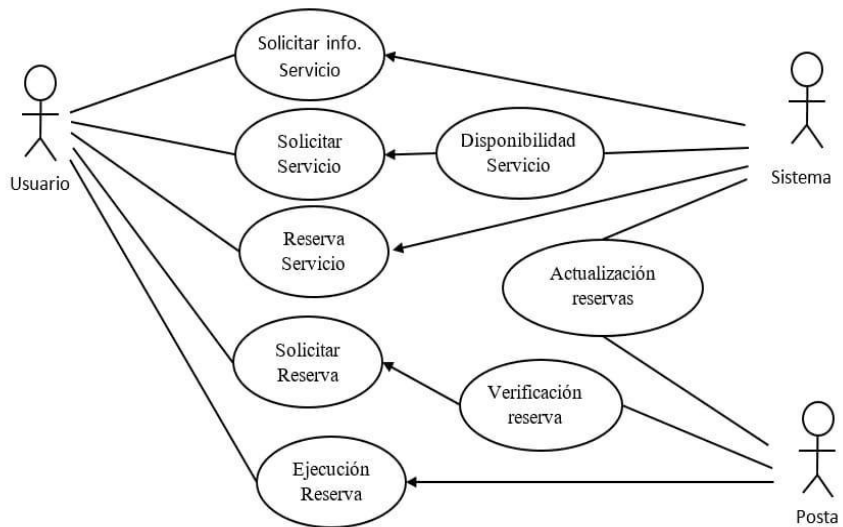 Solicitar info.
Servicio
Usuario
Solicitar
Servicio
Disponibilidad
Servicio
Sistema
Reserva
Servicio
Actualización
reservas
Solicitar
Reserva
Verificación
reserva
Ejecución
Reserva
Posta